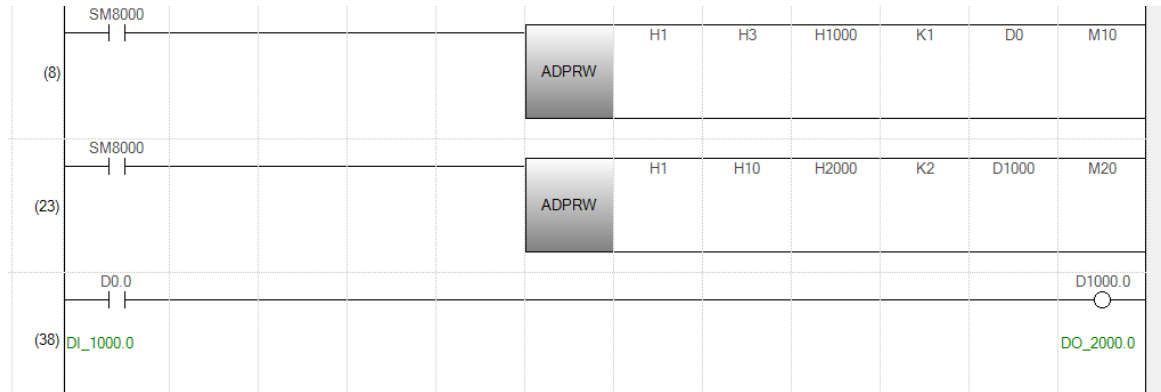 SM8000
(8) ADPRW H1 H3 H1000 K1 D0 M10
SM8000
(23) ADPRW H1 H10 H2000 K2 D1000 M20
D0.0 D1000.0
(38) DI_1000.0 DO_2000.0